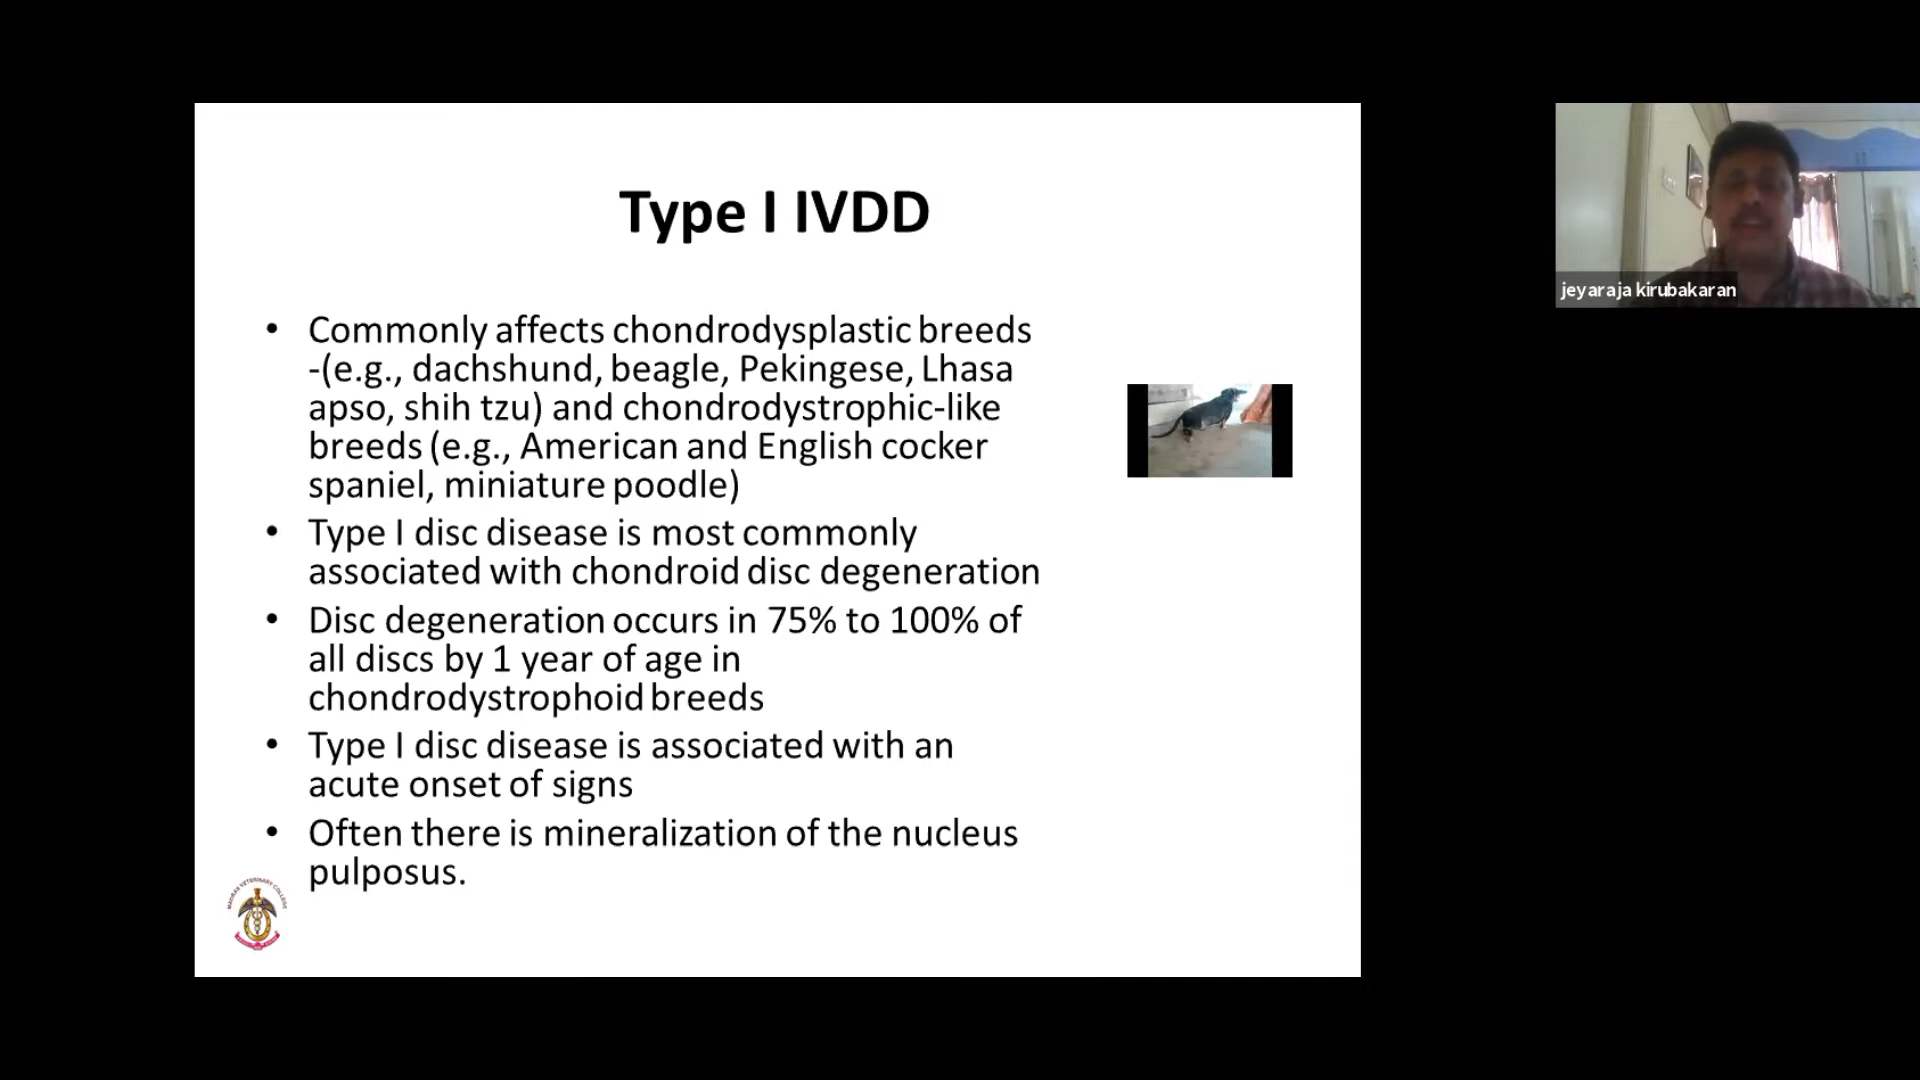 Type I IVDD
• Commonly affects chondrodysplastic breeds
-(e.g., dachshund, beagle, Pekingese, Lhasa
apso, shih tzu) and chondrodystrophic-like
breeds (e.g., American and English cocker
spaniel, miniature poodle)
• Type I disc disease is most commonly
associated with chondroid disc degeneration
• Disc degeneration occurs in 75% to 100% of
all discs by 1 year of age in
chondrodystrophoid breeds
• Type I disc disease is associated with an
acute onset of signs
• Often there is mineralization of the nucleus
pulposus.
MADRAS VETERINARY COLLEGE
jeyaraja kirubakaran